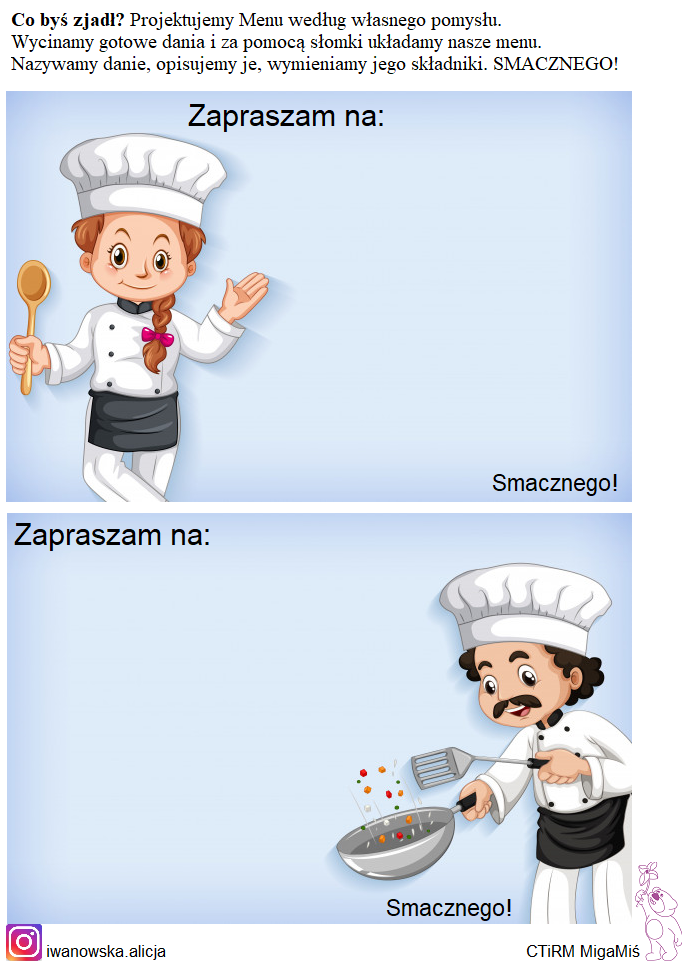 Co byś zjadł? Projektujemy Menu według własnego pomysłu.
Wycinamy gotowe dania i za pomocą słomki układamy nasze menu.
Nazywamy danie, opisujemy je, wymieniamy jego składniki. SMACZNEGO!
Zapraszam na:
Smacznego!
Zapraszam na:
Smacznego!
iwanowska.alicja
CTiRM MigaMiś